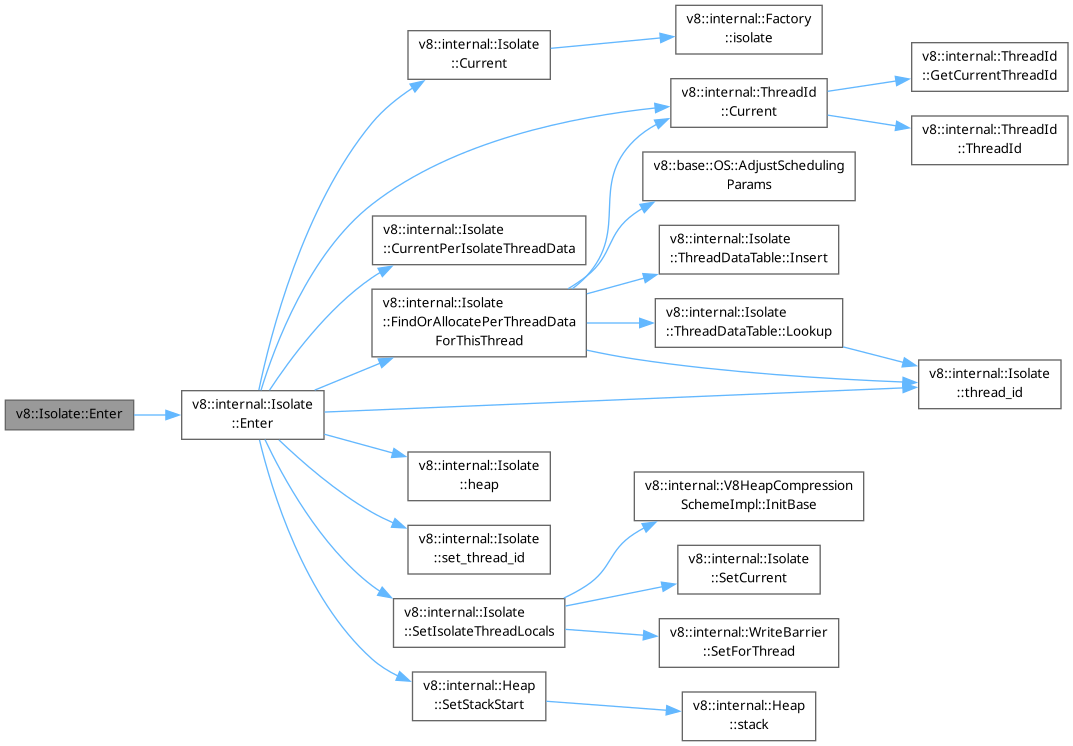 v8::Isolate::Enter
v8::internal::Isolate
::Enter
v8::internal::Isolate
::Current
v8::internal::Factory
::isolate
v8::internal::ThreadId
::Current
v8::internal::ThreadId
::GetCurrentThreadId
v8::internal::ThreadId
::ThreadId
v8::internal::Isolate
::CurrentPerIsolateThreadData
v8::internal::Isolate
::FindOrAllocatePerThreadData
ForThisThread
v8::base::OS::AdjustScheduling
Params
v8::internal::Isolate
::ThreadDataTable::Insert
v8::internal::Isolate
::ThreadDataTable::Lookup
v8::internal::Isolate
::thread_id
v8::internal::Isolate
::heap
v8::internal::Isolate
::set_thread_id
v8::internal::Isolate
::SetIsolateThreadLocals
v8::internal::V8HeapCompression
SchemeImpl::InitBase
v8::internal::Isolate
::SetCurrent
v8::internal::WriteBarrier
::SetForThread
v8::internal::Heap
::SetStackStart
v8::internal::Heap
::stack